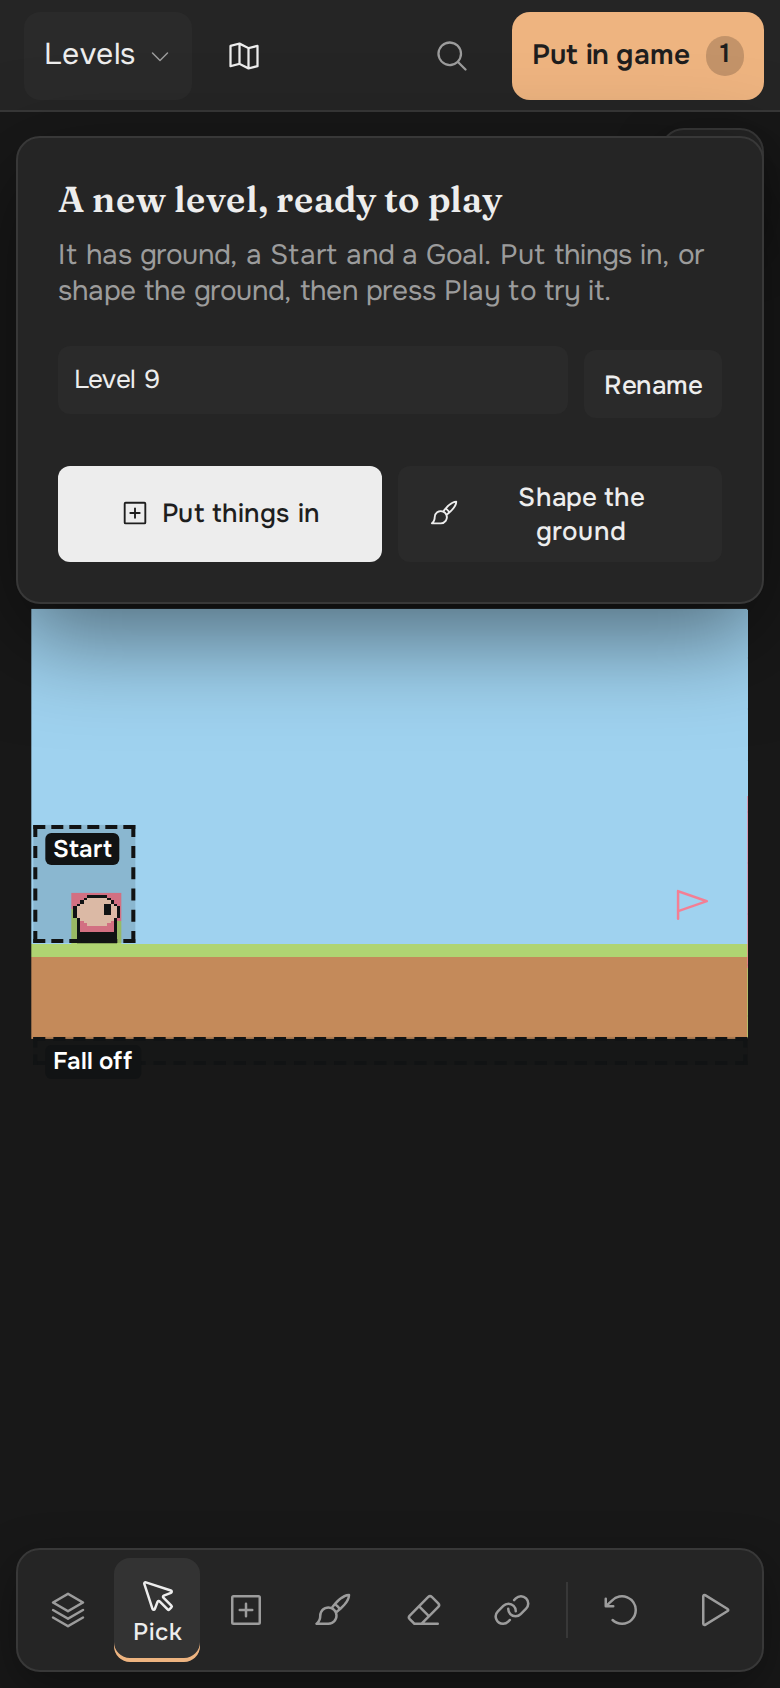 Levels
Put in game 1
A new level, ready to play
It has ground, a Start and a Goal. Put things in, or
shape the ground, then press Play to try it.
Level 9
Rename
Put things in
Shape the
ground
Start
Fall off
Pick